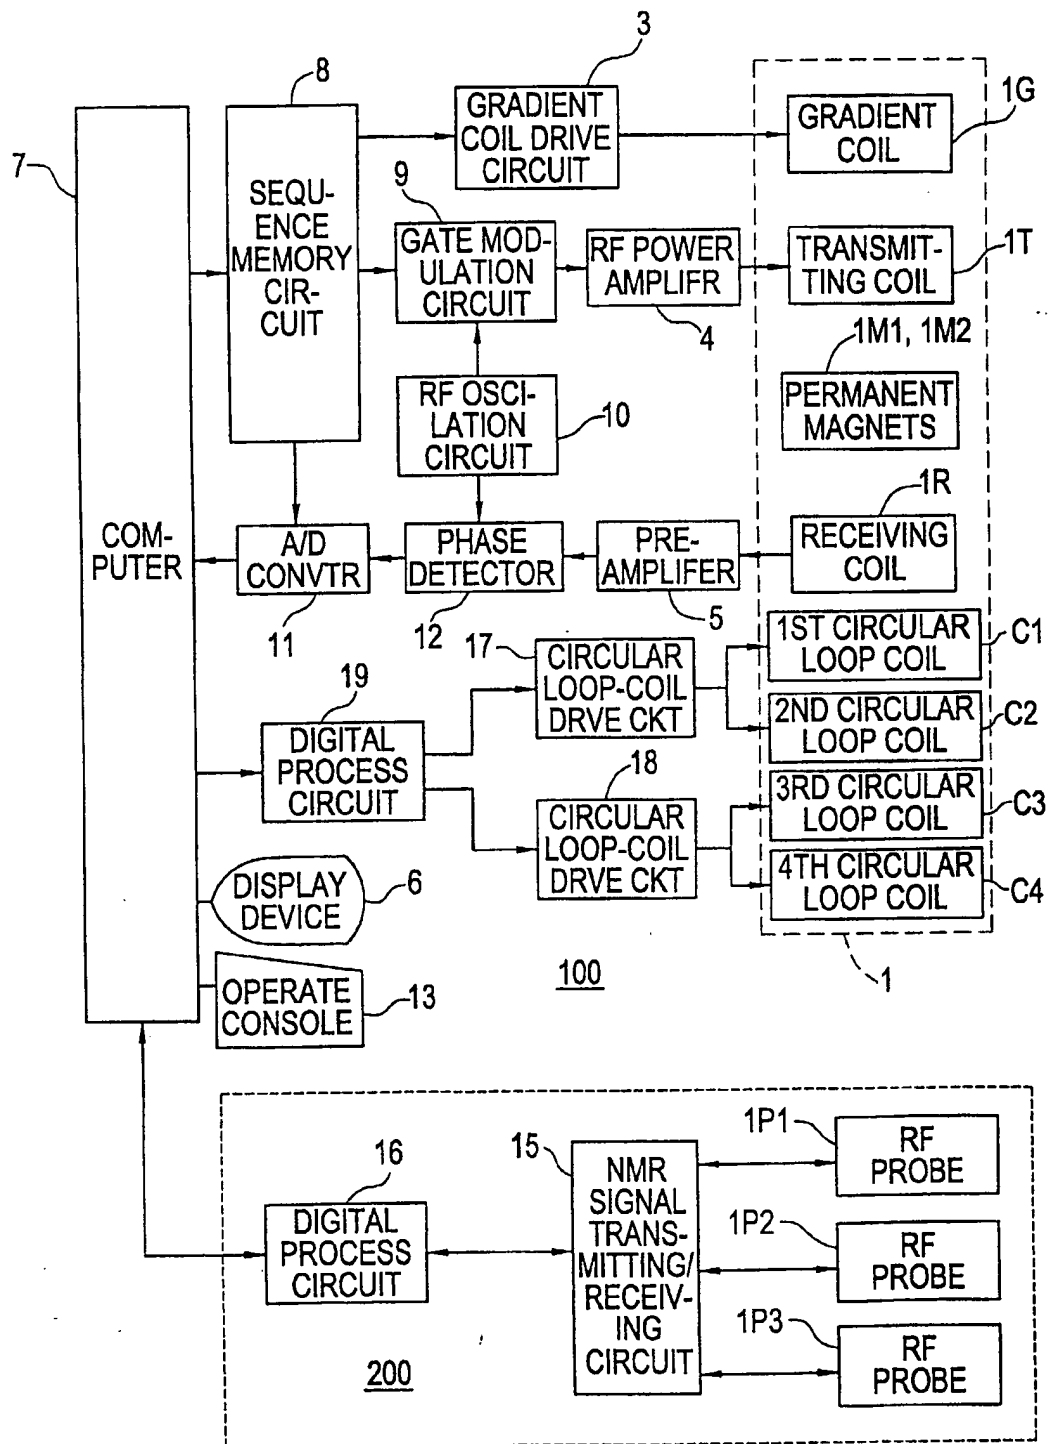 3
8
GRADIENT
COIL DRIVE
CIRCUIT
GRADIENT
COIL
1G
7
SEQU-
ENCE
MEMORY
CIR-
CUIT
9
GATE MOD-
ULATION
CIRCUIT
RF POWER
AMPLIFR
4
TRANSMIT-
TING COIL
1T
1M1, 1M2
PERMANENT
MAGNETS
RF OSCI-
LATION
CIRCUIT
10
1R
COM-
PUTER
A/D
CONVTR
11
PHASE
DETECTOR
12
PRE-
AMPLIFER
5
RECEIVING
COIL
17
CIRCULAR
LOOP-COIL
DRVE CKT
1ST CIRCULAR
LOOP COIL
C1
19
DIGITAL
PROCESS
CIRCUIT
2ND CIRCULAR
LOOP COIL
C2
18
CIRCULAR
LOOP-COIL
DRVE CKT
3RD CIRCULAR
LOOP COIL
C3
4TH CIRCULAR
LOOP COIL
C4
DISPLAY
DEVICE
6
OPERATE
CONSOLE
13
100
1
16
DIGITAL
PROCESS
CIRCUIT
15
NMR
SIGNAL
TRANS-
MITTING/
RECEIV-
ING
CIRCUIT
1P1
RF
PROBE
1P2
RF
PROBE
1P3
RF
PROBE
200